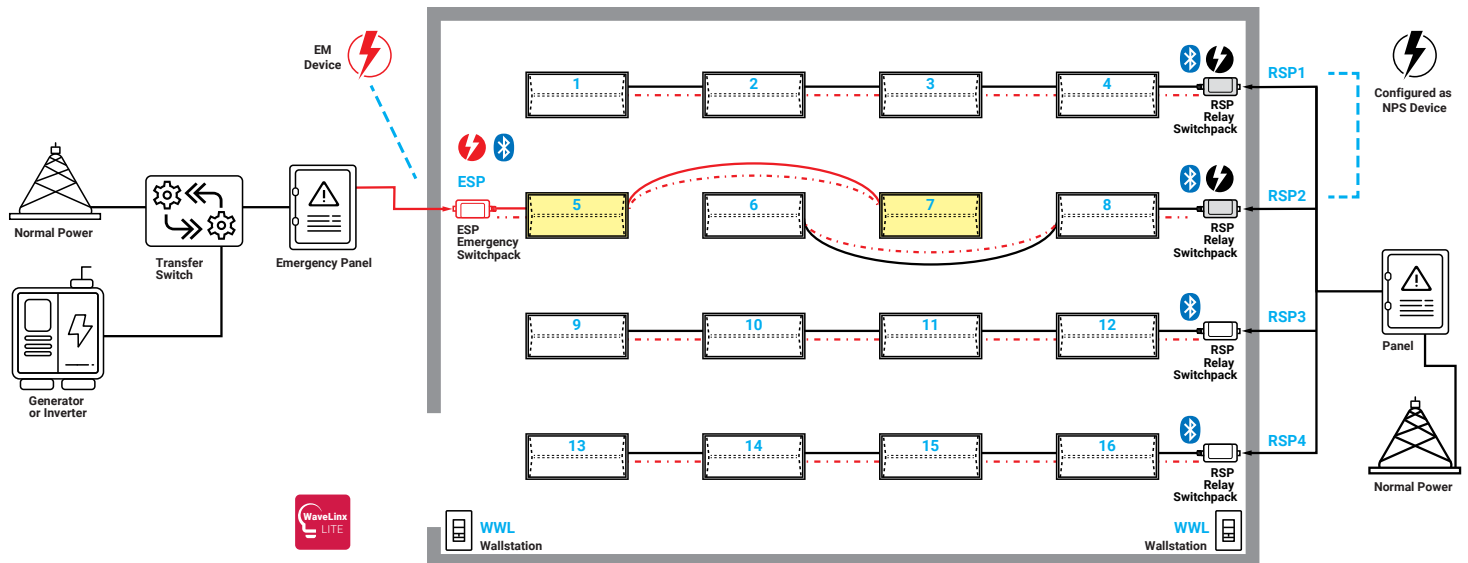 EM
Device
1
2
3
4
RSP1
RSP
Relay
Switchpack
Configured as
NPS Device
ESP
ESP
Emergency
Switchpack
5
6
7
8
RSP2
RSP
Relay
Switchpack
Normal Power
Transfer
Switch
Emergency Panel
Generator
or Inverter
9
10
11
12
RSP3
RSP
Relay
Switchpack
Panel
13
14
15
16
RSP4
RSP
Relay
Switchpack
Normal Power
WaveLinx
LITE
WWL
Wallstation
WWL
Wallstation